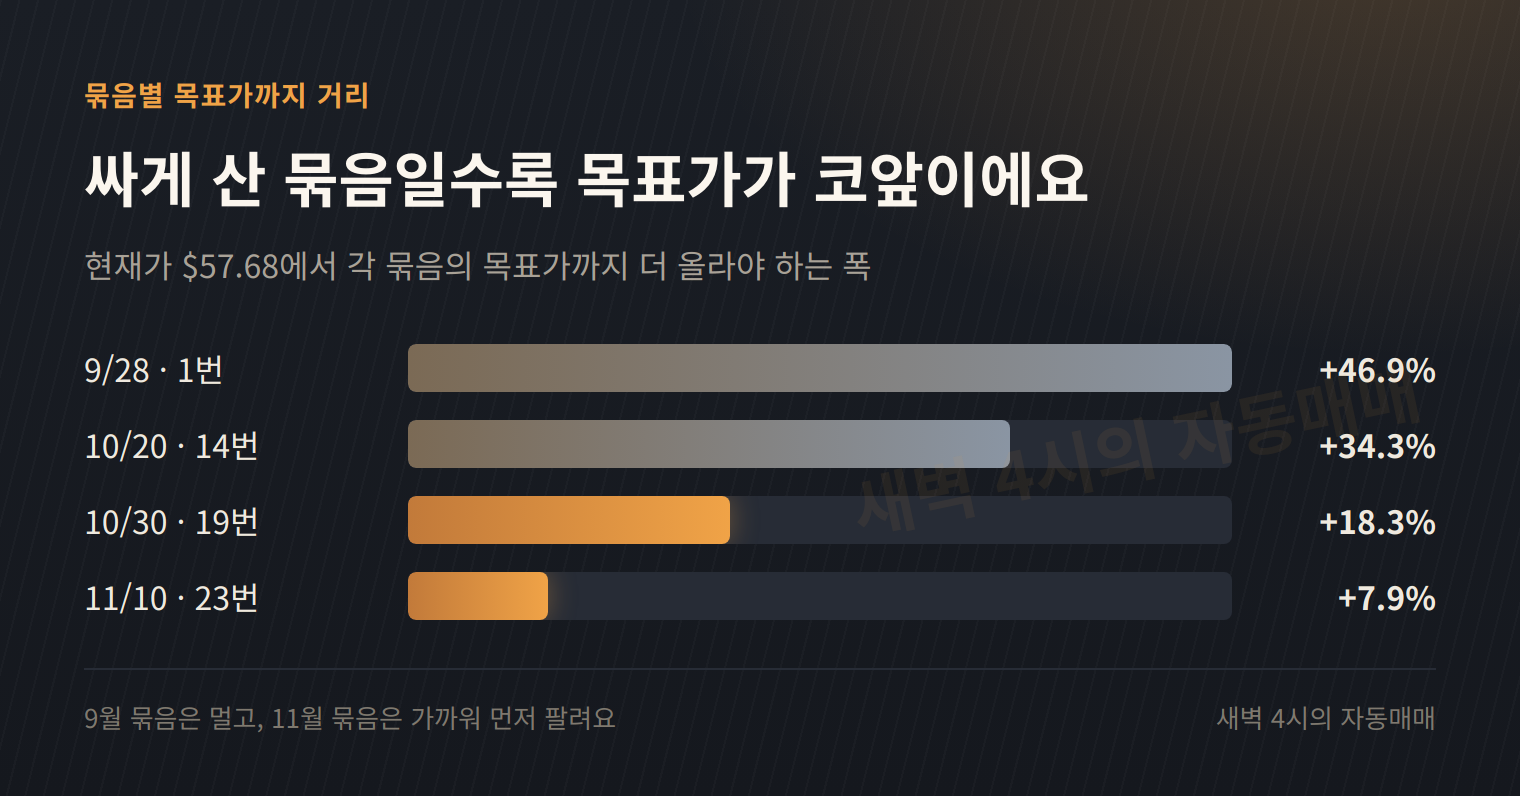 묶음별 목표가까지 거리
싸게 산 묶음일수록 목표가가 코앞이에요
현재가 $57.68에서 각 묶음의 목표가까지 더 올라야 하는 폭
9/28 · 1번 +46.9%
10/20 · 14번 +34.3%
10/30 · 19번 +18.3%
11/10 · 23번 +7.9%
새벽 4시의 자동매매
9월 묶음은 멀고, 11월 묶음은 가까워 먼저 팔려요
새벽 4시의 자동매매